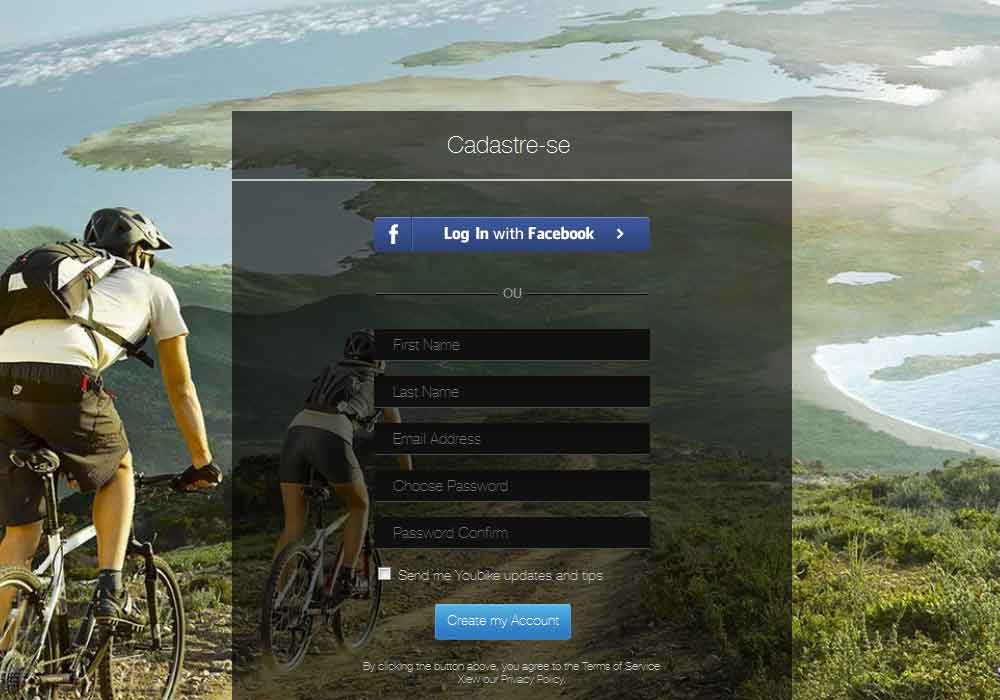 Cadastre-se
f
Log In with Facebook >
OU
First Name
Last Name
Email Address
Choose Password
Password Confirm
Send me Youbike updates and tips
Create my Account
By clicking the button above, you agree to the Terms of Service
View our Privacy Policy.